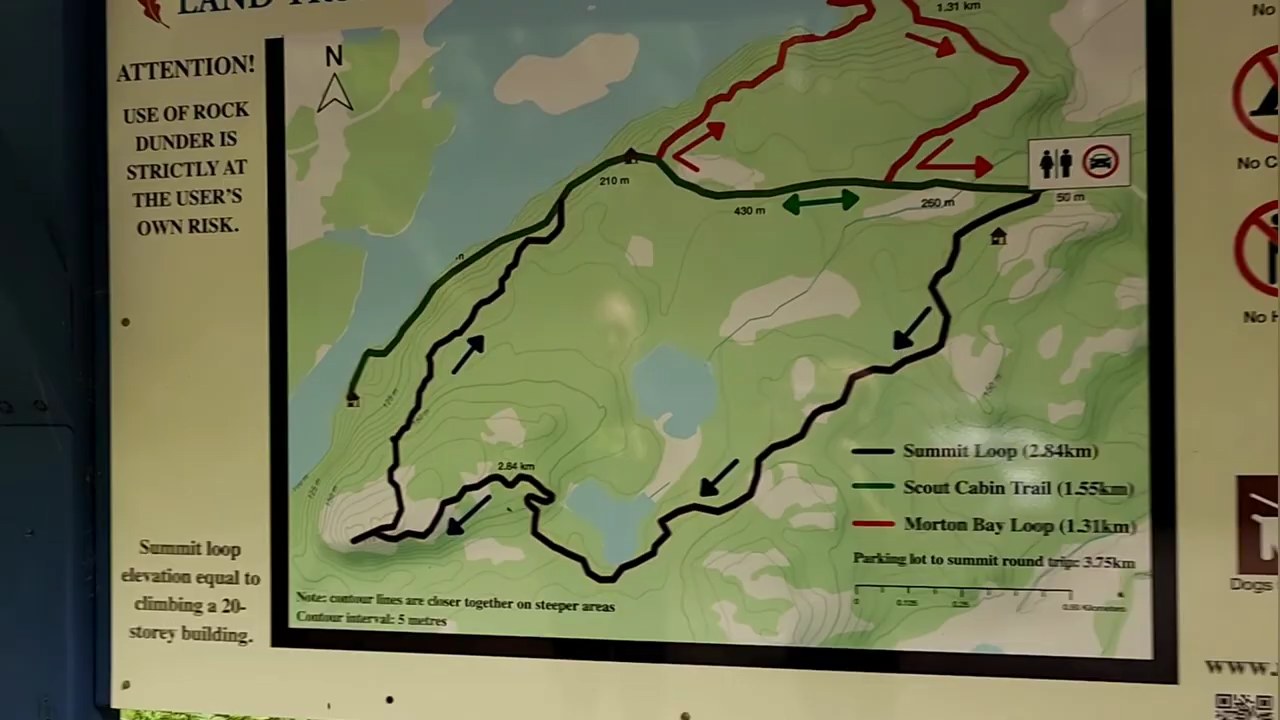 LAND
ATTENTION!
USE OF ROCK
DUNDER IS
STRICTLY AT
THE USER'S
OWN RISK.
Summit loop
elevation equal to
climbing a 20-
storey building.
N
1.31 km
210 m
430 m
260 m
50 m
2.84 km
Summit Loop (2.84km)
Scout Cabin Trail (1.55km)
Morton Bay Loop (1.31km)
Parking lot to summit round trip: 3.75km
Note: contour lines are closer together on steeper areas
Contour interval: 5 metres
No
No
Dogs
www.